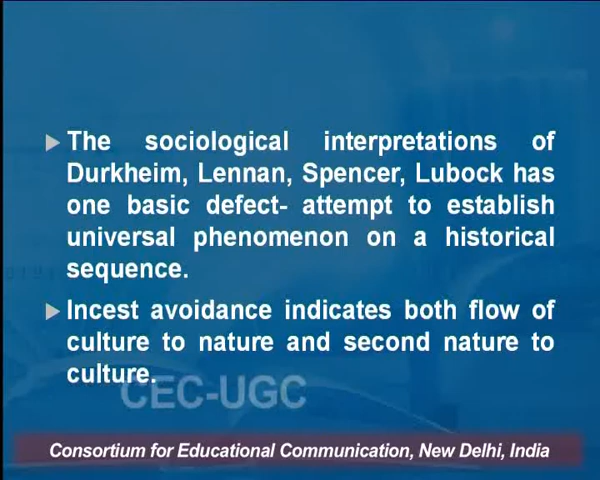 The sociological interpretations of
Durkheim, Lennan, Spencer, Lubock has
one basic defect- attempt to establish
universal phenomenon on a historical
sequence.
Incest avoidance indicates both flow of
culture to nature and second nature to
culture.
CEC-UGC
Consortium for Educational Communication, New Delhi, India